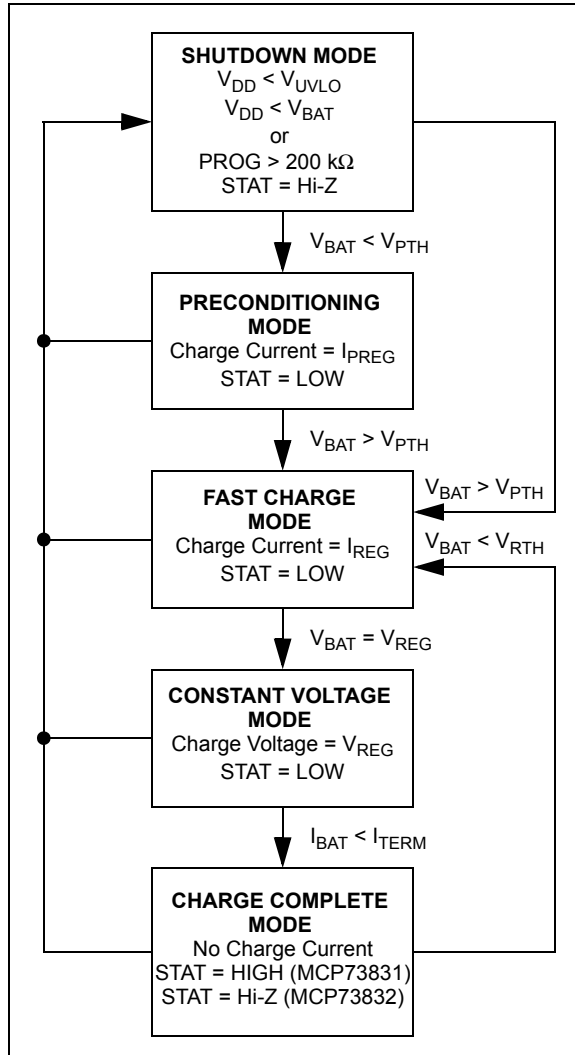 SHUTDOWN MODE
V_DD < V_UVLO
V_DD < V_BAT
or
PROG > 200 kΩ
STAT = Hi-Z
V_BAT < V_PTH
PRECONDITIONING
MODE
Charge Current = I_PREG
STAT = LOW
V_BAT > V_PTH
FAST CHARGE
MODE
Charge Current = I_REG
STAT = LOW
V_BAT > V_PTH
V_BAT < V_RTH
V_BAT = V_REG
CONSTANT VOLTAGE
MODE
Charge Voltage = V_REG
STAT = LOW
I_BAT < I_TERM
CHARGE COMPLETE
MODE
No Charge Current
STAT = HIGH (MCP73831)
STAT = Hi-Z (MCP73832)